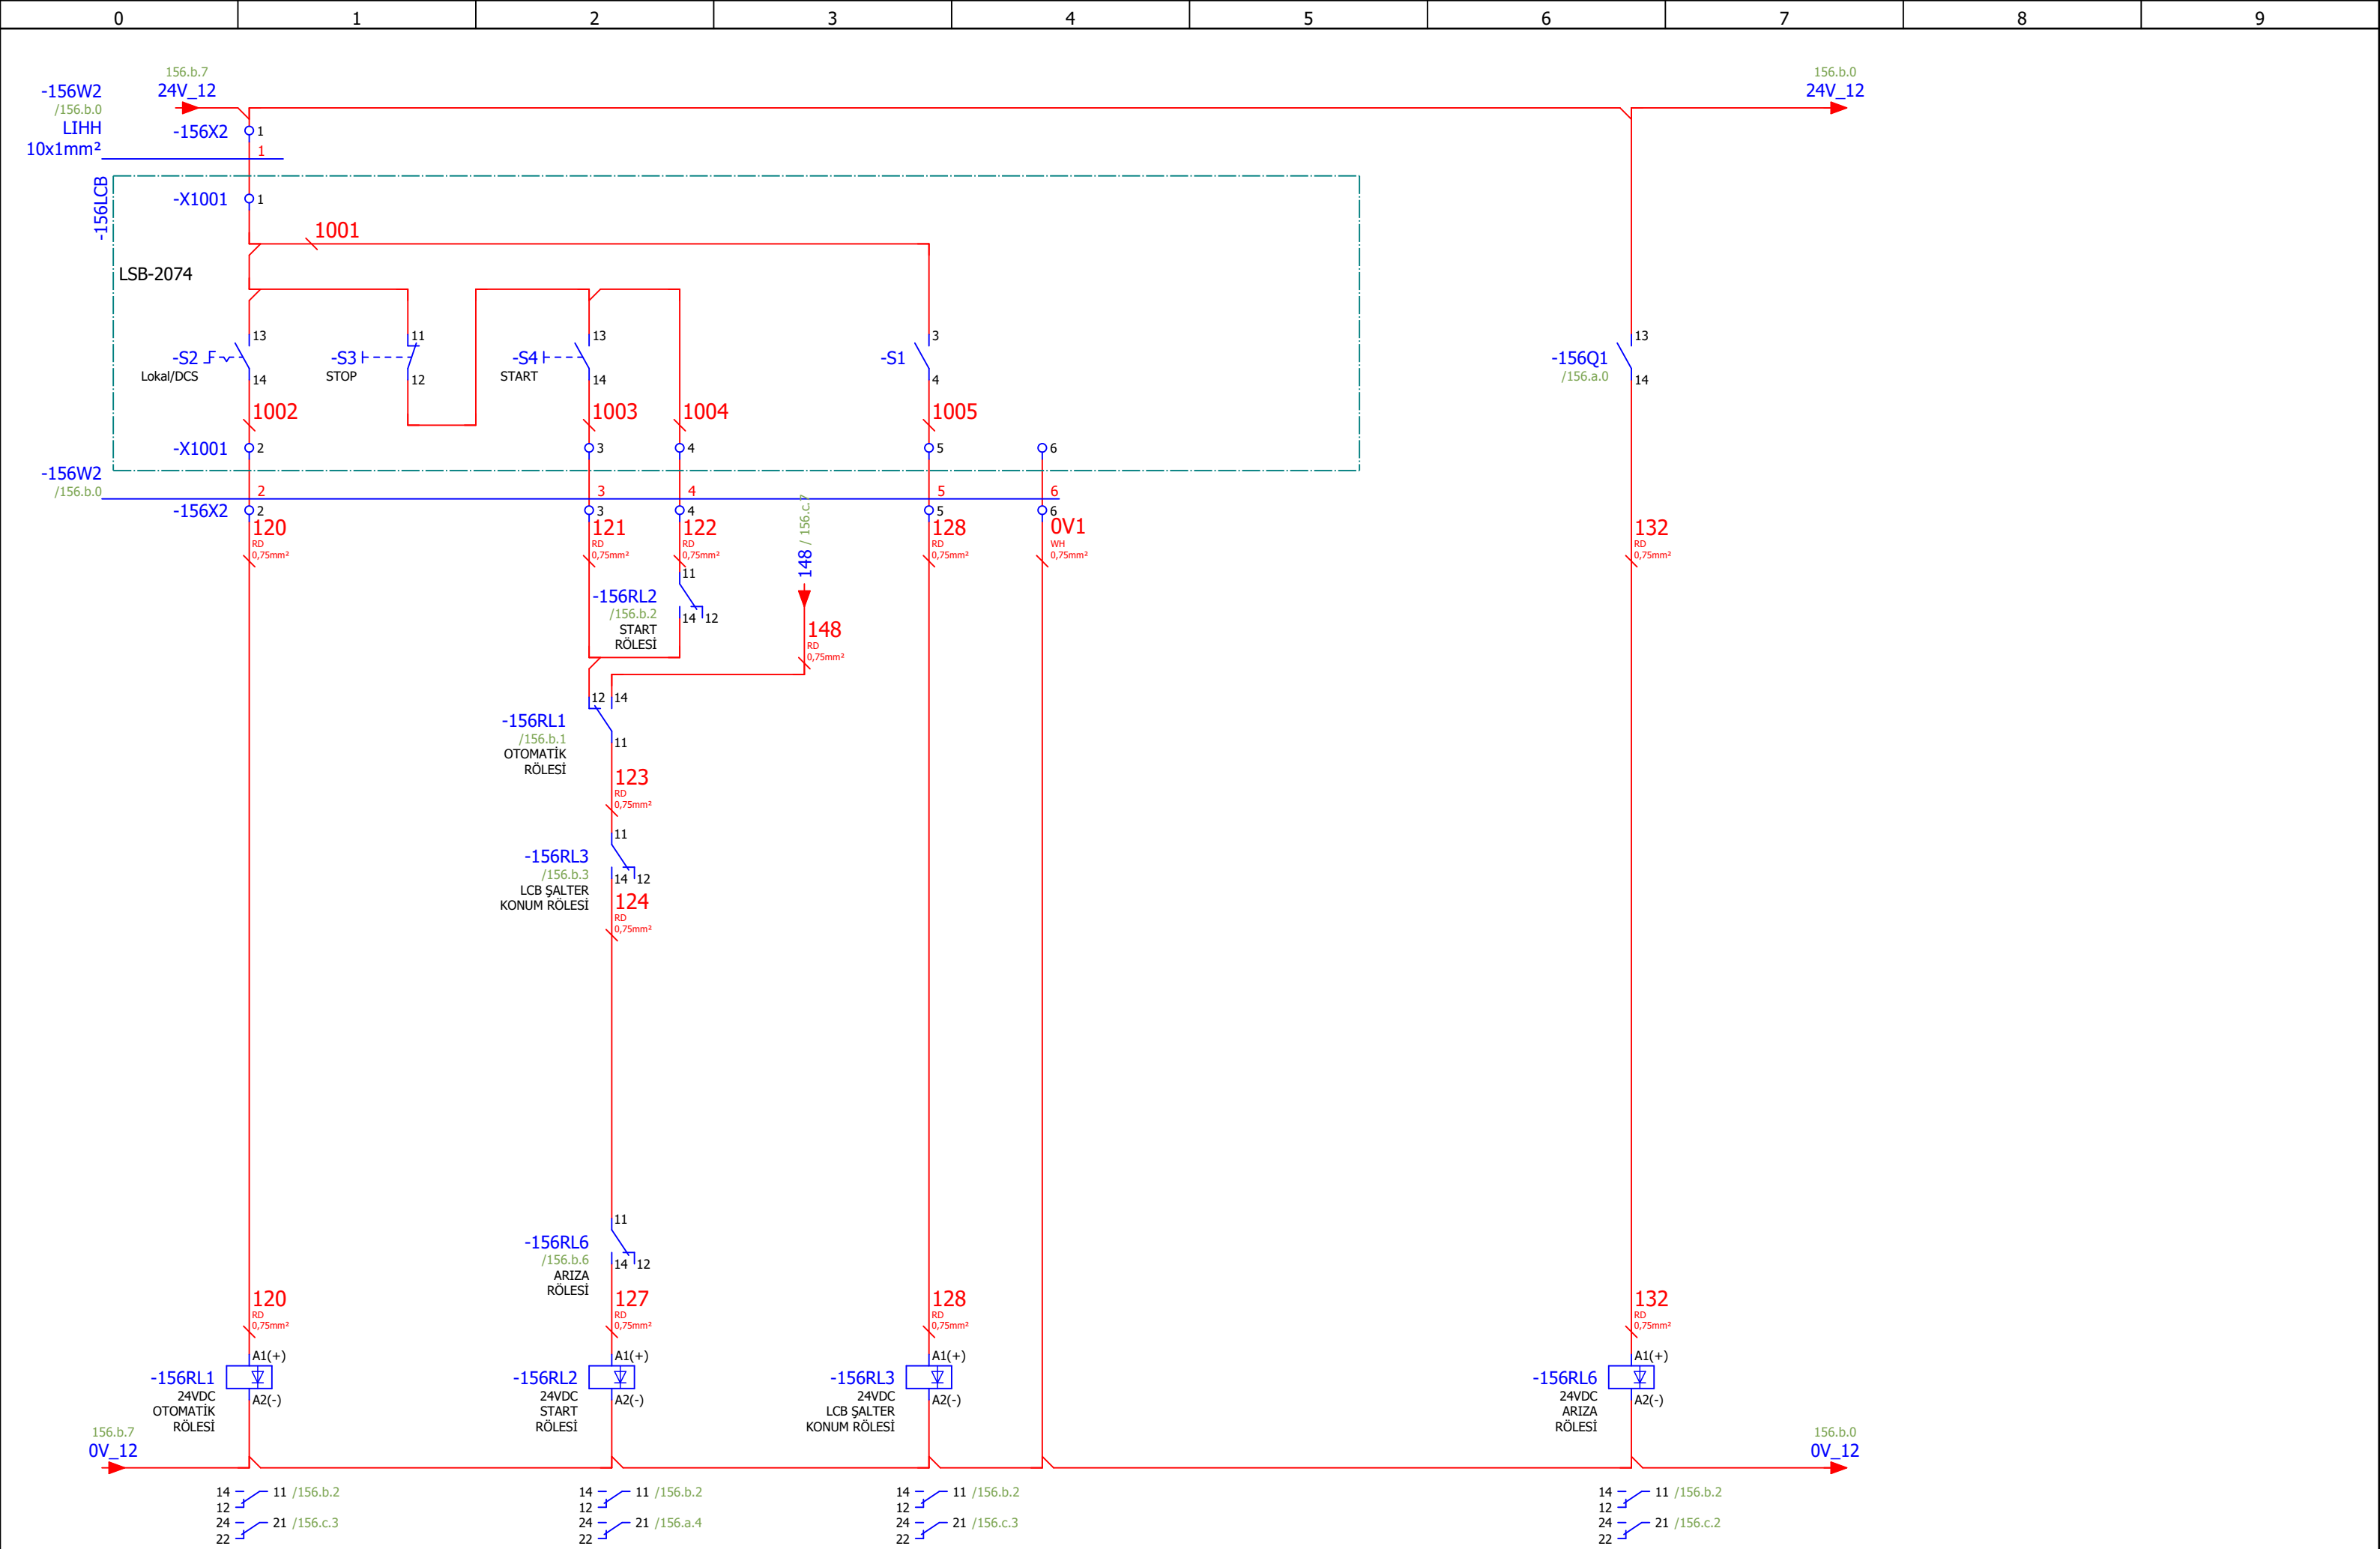 0 1 2 3 4 5 6 7 8 9
156.b.7
24V_12
156.b.0
24V_12
-156W2
/156.b.0
LIHH
10x1mm²
-156X2 1
1
-156LCB
-X1001 1
1001
LSB-2074
-S2 13 14
Lokal/DCS
-S3 11 12
STOP
-S4 13 14
START
-S1 3 4
-156Q1 13 14
/156.a.0
1002 1003 1004 1005
-X1001 2 3 4 5 6
-156W2
/156.b.0
2 3 4 5 6
-156X2 2 3 4 5 6
120
RD
0,75mm²
121
RD
0,75mm²
122
RD
0,75mm²
148 / 156.c.7
128
RD
0,75mm²
0V1
WH
0,75mm²
132
RD
0,75mm²
11
-156RL2
/156.b.2
14 12
START
RÖLESİ
148
RD
0,75mm²
12 14
-156RL1
/156.b.1
11
OTOMATİK
RÖLESİ
123
RD
0,75mm²
11
-156RL3
/156.b.3
14 12
LCB ŞALTER
KONUM RÖLESİ
124
RD
0,75mm²
11
-156RL6
/156.b.6
14 12
ARIZA
RÖLESİ
120
RD
0,75mm²
127
RD
0,75mm²
128
RD
0,75mm²
132
RD
0,75mm²
A1(+)
-156RL1
A2(-)
24VDC
OTOMATİK
RÖLESİ
A1(+)
-156RL2
A2(-)
24VDC
START
RÖLESİ
A1(+)
-156RL3
A2(-)
24VDC
LCB ŞALTER
KONUM RÖLESİ
A1(+)
-156RL6
A2(-)
24VDC
ARIZA
RÖLESİ
156.b.7
0V_12
156.b.0
0V_12
14 11 /156.b.2
12
24 21 /156.c.3
22
14 11 /156.b.2
12
24 21 /156.a.4
22
14 11 /156.b.2
12
24 21 /156.c.3
22
14 11 /156.b.2
12
24 21 /156.c.2
22